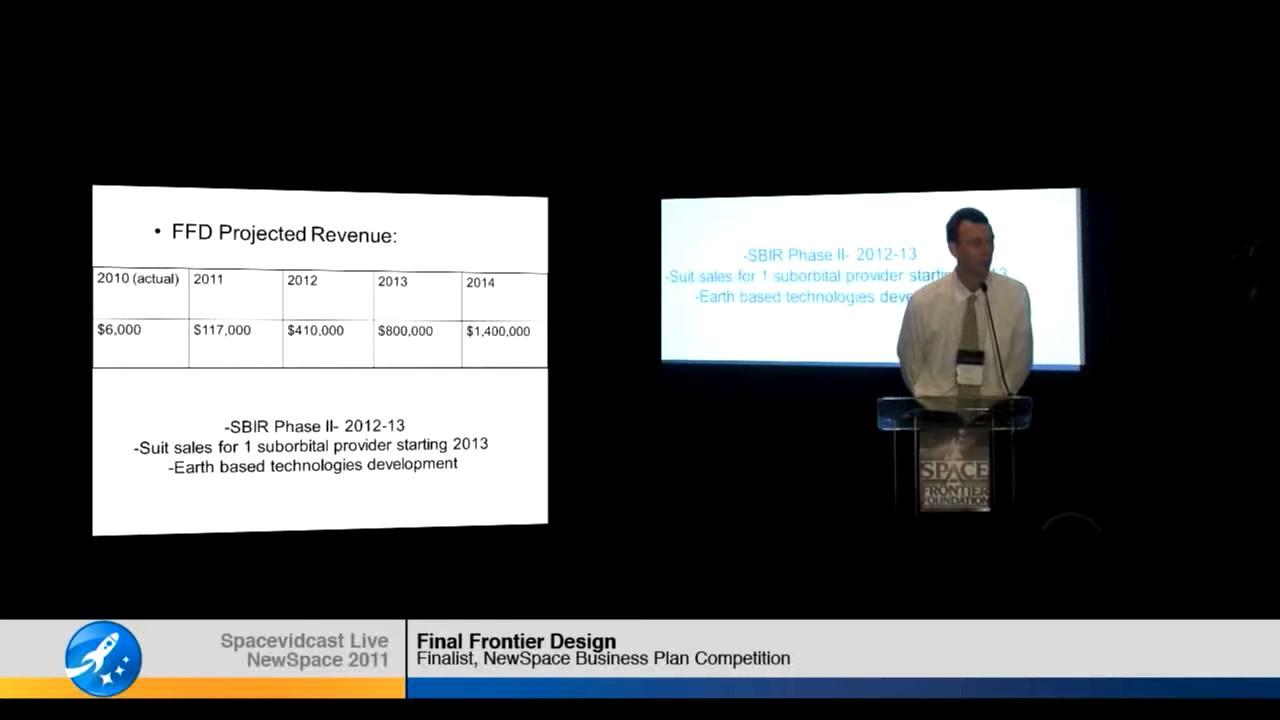 • FFD Projected Revenue:
2010 (actual) 2011 2012 2013 2014
$6,000 $117,000 $410,000 $800,000 $1,400,000
-SBIR Phase II- 2012-13
-Suit sales for 1 suborbital provider starting 2013
-Earth based technologies development
-SBIR Phase II- 2012-13
-Suit sales for 1 suborbital provider
-Earth based technologies
SPACE
FRONTIER
FOUNDATION
Spacevidcast Live
NewSpace 2011
Final Frontier Design
Finalist, NewSpace Business Plan Competition